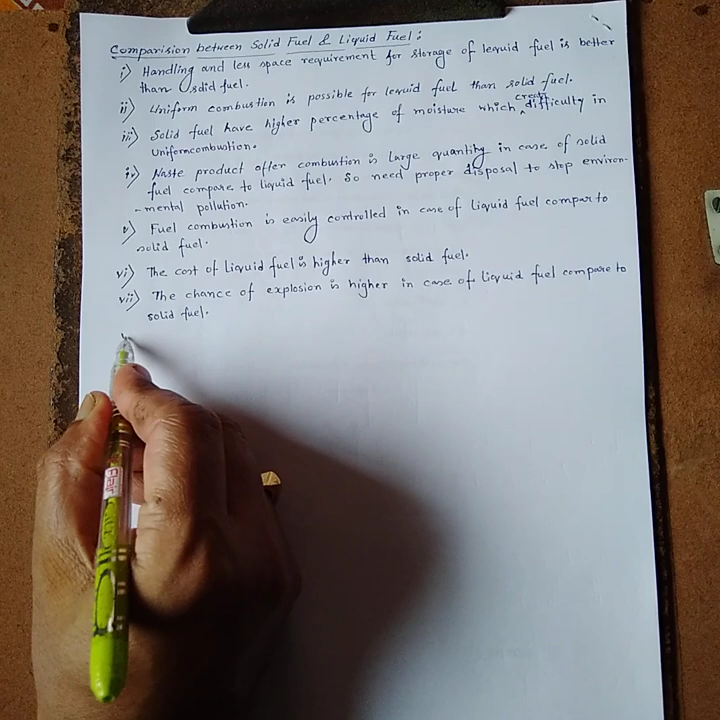 Comparision between Solid Fuel & Liquid Fuel:
i) Handling and less space requirement for storage of lequid fuel is better
than solid fuel.
ii) Uniform combustion is possible for lequid fuel than solid fuel.
iii) Solid fuel have higher percentage of moisture which create difficulty in
Uniformcombustion.
iv) Waste product after combustion is Large quantity in case of solid
fuel compare to liquid fuel. So need proper disposal to stop environ-
-mental pollution.
v) Fuel combustion is easily controlled in case of Liquid fuel compar to
solid fuel.
vi) The cost of liquid fuel is higher than solid fuel.
vii) The chance of explosion is higher in case of liquid fuel compare to
solid fuel.
Flair